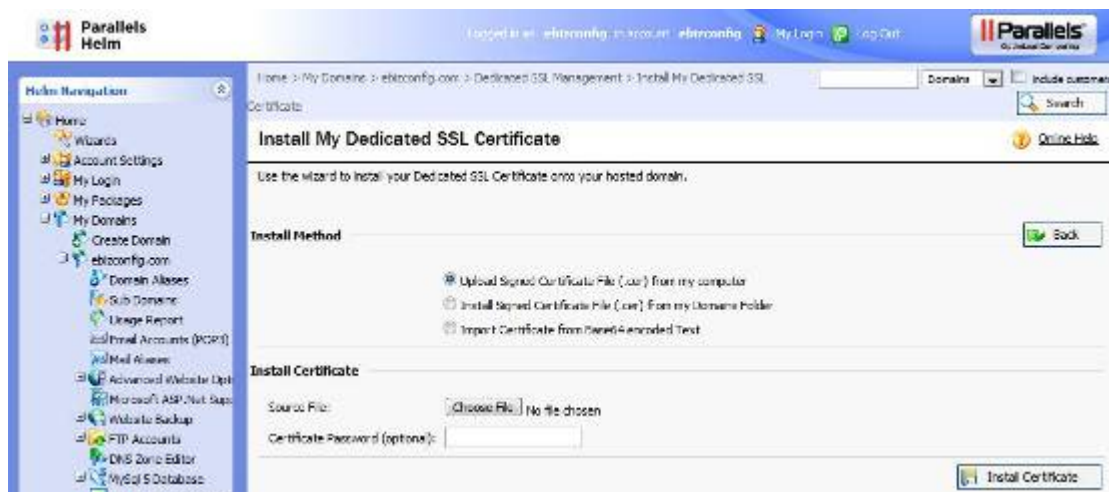 Parallels
Helm
Logged in as ebizconfig in account ebizconfig My Login Log Out
Parallels
Helm Navigation
Home
Wizards
Account Settings
My Login
My Packages
My Domains
Create Domain
ebizconfig.com
Domain Aliases
Sub Domains
Usage Report
Email Accounts (POP3)
Mail Aliases
Advanced Website Opti
Microsoft ASP.Net Supp
Website Backup
FTP Accounts
DNS Zone Editor
MySql 5 Database
Home > My Domains > ebizconfig.com > Dedicated SSL Management > Install My Dedicated SSL
Certificate
Domains
Include customer
Search
Install My Dedicated SSL Certificate
Online Help
Use the wizard to install your Dedicated SSL Certificate onto your hosted domain.
Install Method
Back
Upload Signed Certificate File (.cer) from my computer
Install Signed Certificate File (.cer) from my Domains Folder
Import Certificate from Base64 encoded Text
Install Certificate
Source File: Choose File No file chosen
Certificate Password (optional):
Install Certificate